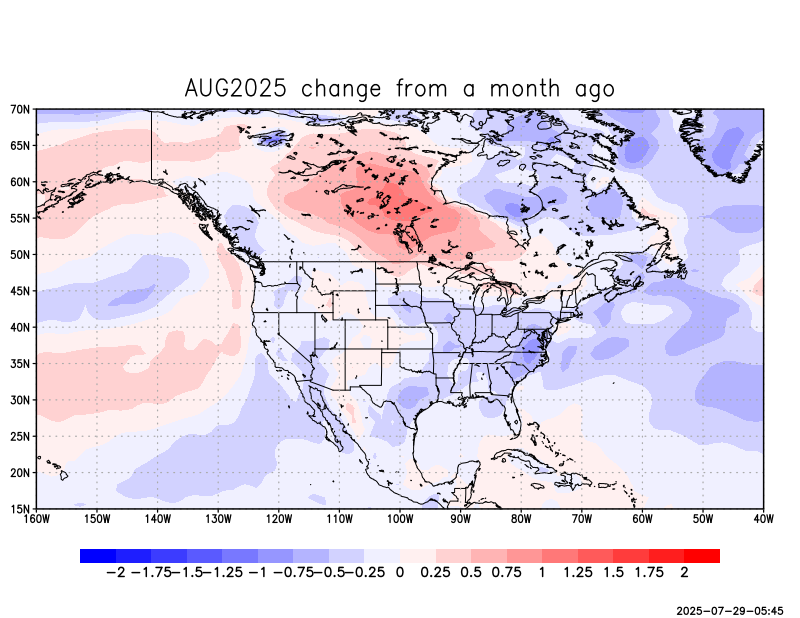 AUG2025 change from a month ago
70N
65N
60N
55N
50N
45N
40N
35N
30N
25N
20N
15N
160W 150W 140W 130W 120W 110W 100W 90W 80W 70W 60W 50W 40W
−2 −1.75 −1.5 −1.25 −1 −0.75 −0.5 −0.25 0 0.25 0.5 0.75 1 1.25 1.5 1.75 2
2025-07-29-05:45